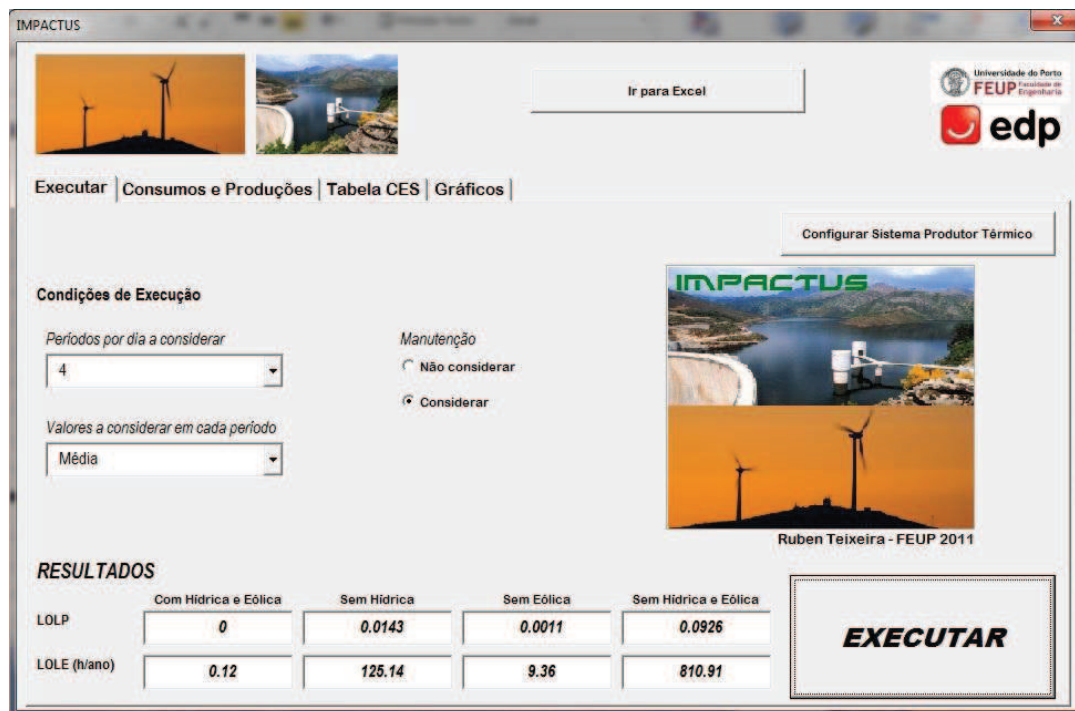 IMPACTUS
Ir para Excel
Universidade do Porto
FEUP Faculdade de
Engenharia
edp
Executar
Consumos e Produções
Tabela CES
Gráficos
Configurar Sistema Produtor Térmico
IMPACTUS
Condições de Execução
Períodos por dia a considerar
4
Manutenção
Não considerar
Considerar
Valores a considerar em cada período
Média
Ruben Teixeira - FEUP 2011
RESULTADOS
Com Hídrica e Eólica
Sem Hídrica
Sem Eólica
Sem Hídrica e Eólica
LOLP
0
0.0143
0.0011
0.0926
LOLE (h/ano)
0.12
125.14
9.36
810.91
EXECUTAR